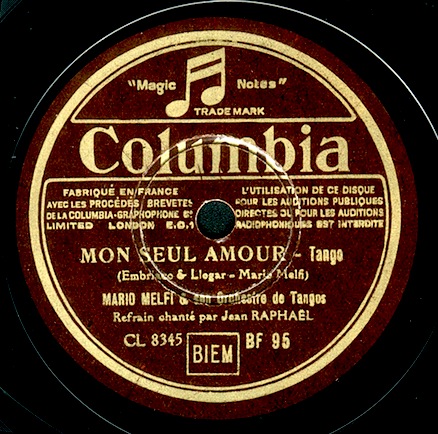 "Magic Notes"
TRADE MARK
Columbia
FABRIQUÉ EN FRANCE
AVEC LES PROCÉDÉS BREVETES
DE LA COLUMBIA-GRAPHOPHONE
LIMITED LONDON E.C.1
L'UTILISATION DE CE DISQUE
POUR LES AUDITIONS PUBLIQUES
DIRECTES OU POUR LES AUDITIONS
RADIOPHONIQUES EST INTERDITE
MON SEUL AMOUR - Tango
(Embriaco & Llegar - Mario Melfi)
MARIO MELFI & son Orchestre de Tangos
Refrain chanté par Jean RAPHAËL
CL 8345 BIEM BF 95